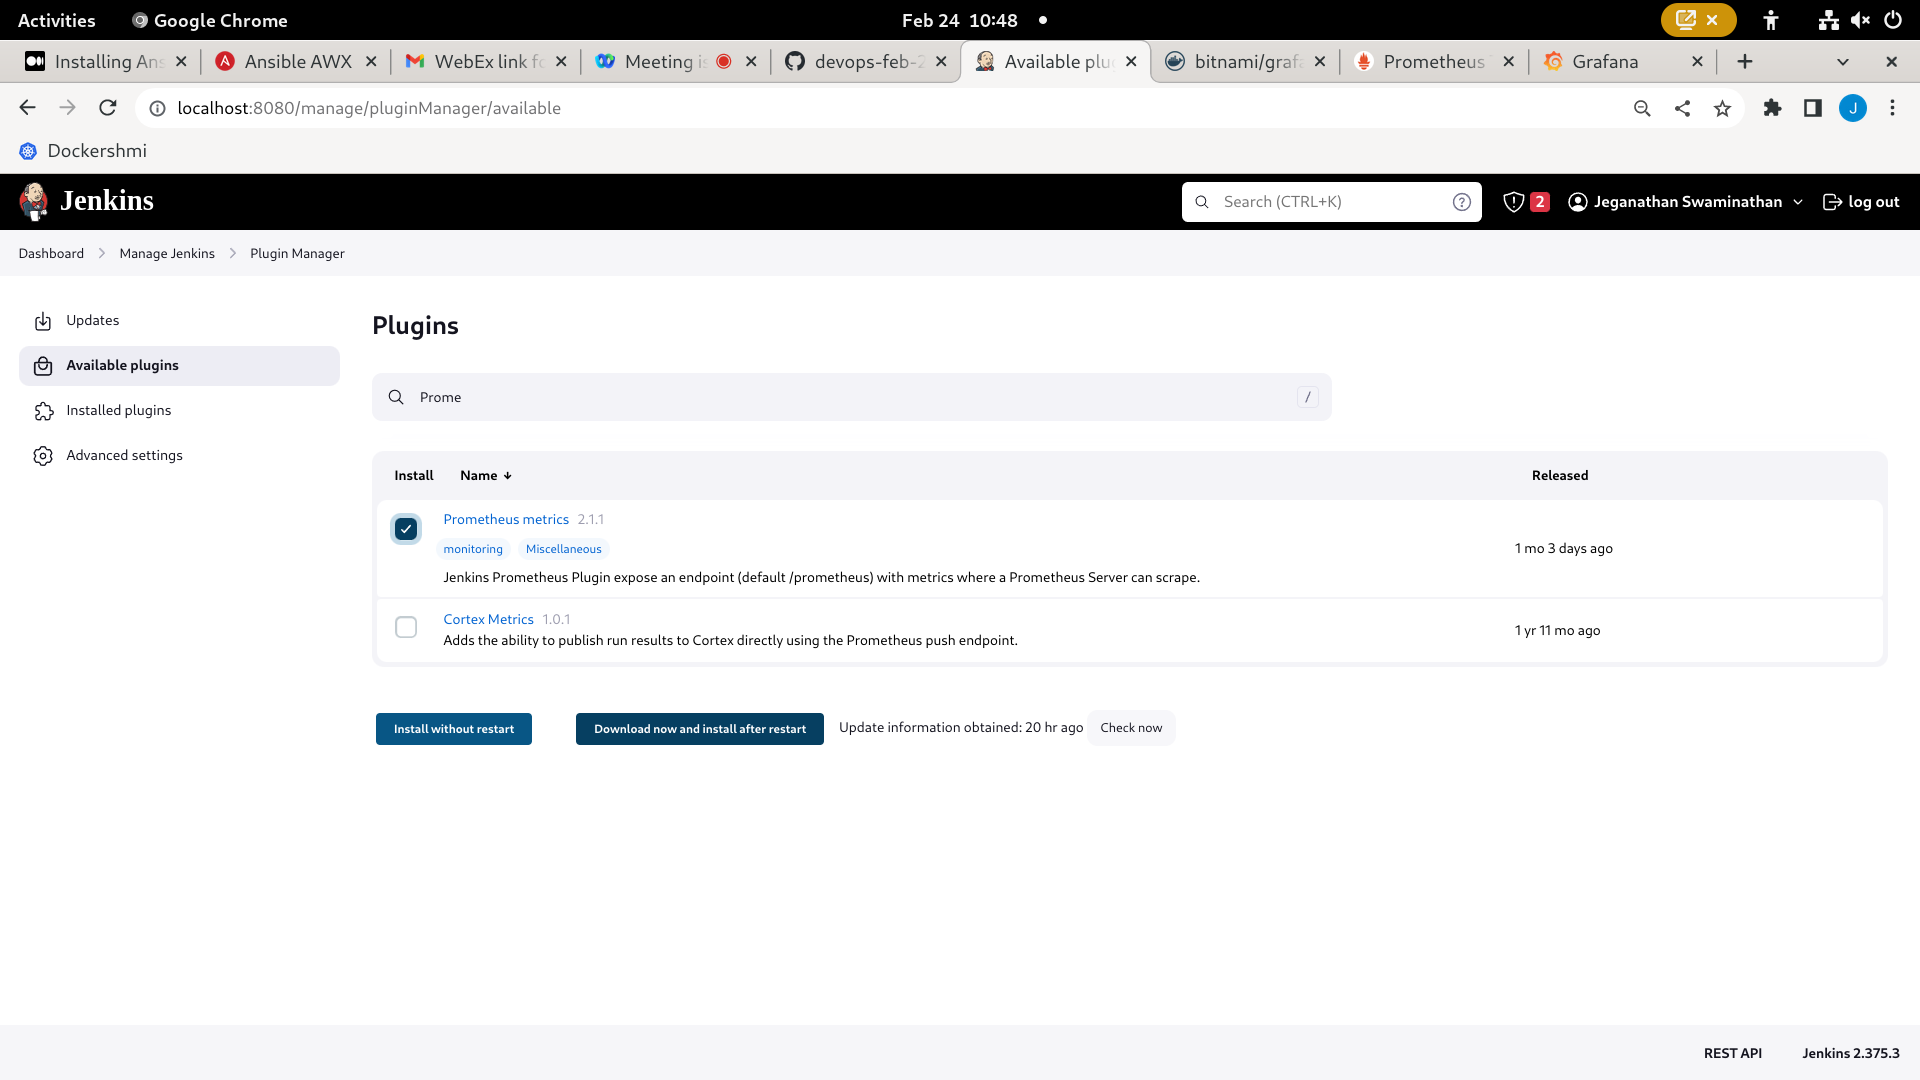 Activities Google Chrome Feb 24 10:48
Installing Ans Ansible AWX WebEx link fo Meeting is devops-feb-2 Available plu bitnami/grafa Prometheus Grafana
localhost:8080/manage/pluginManager/available J
Dockershmi
Jenkins Search (CTRL+K) ? 2 Jeganathan Swaminathan log out
Dashboard Manage Jenkins Plugin Manager
Updates
Available plugins
Installed plugins
Advanced settings
Plugins
Prome /
Install Name ↓ Released
Prometheus metrics 2.1.1
monitoring Miscellaneous
Jenkins Prometheus Plugin expose an endpoint (default /prometheus) with metrics where a Prometheus Server can scrape.
1 mo 3 days ago
Cortex Metrics 1.0.1
Adds the ability to publish run results to Cortex directly using the Prometheus push endpoint.
1 yr 11 mo ago
Install without restart Download now and install after restart Update information obtained: 20 hr ago Check now
REST API Jenkins 2.375.3